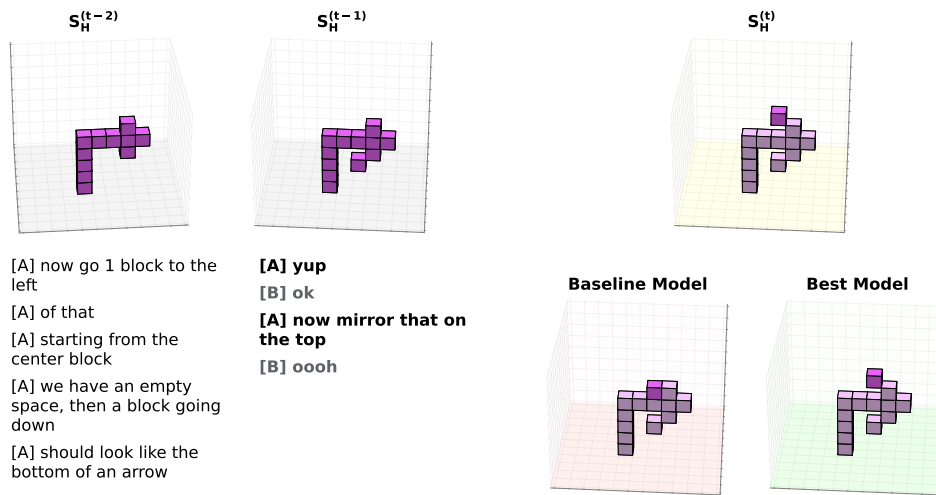 S_H^(t − 2)
S_H^(t − 1)
S_H^(t)
[A] now go 1 block to the
left
[A] of that
[A] starting from the
center block
[A] we have an empty
space, then a block going
down
[A] should look like the
bottom of an arrow
[A] yup
[B] ok
[A] now mirror that on
the top
[B] oooh
Baseline Model
Best Model